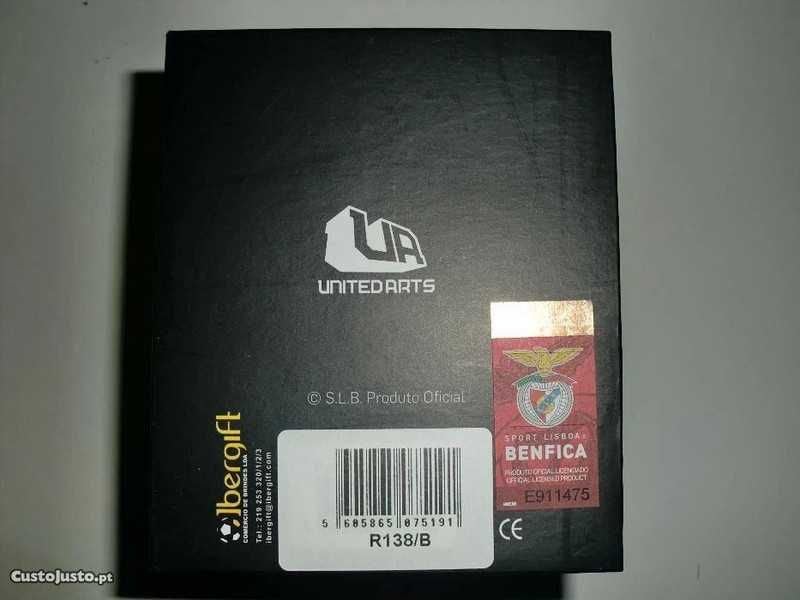 UA
UNITED ARTS
© S.L.B. Produto Oficial
Ibergift
COMÉRCIO DE BRINDES LDA
Tel.: 219 253 320/1/2/3
ibergift@ibergift.com
5 605865 075191
R138/B
SPORT LISBOA E
BENFICA
PRODUTO OFICIAL LICENCIADO
OFFICIAL LICENSED PRODUCT
E911475
CE
CustoJusto.pt